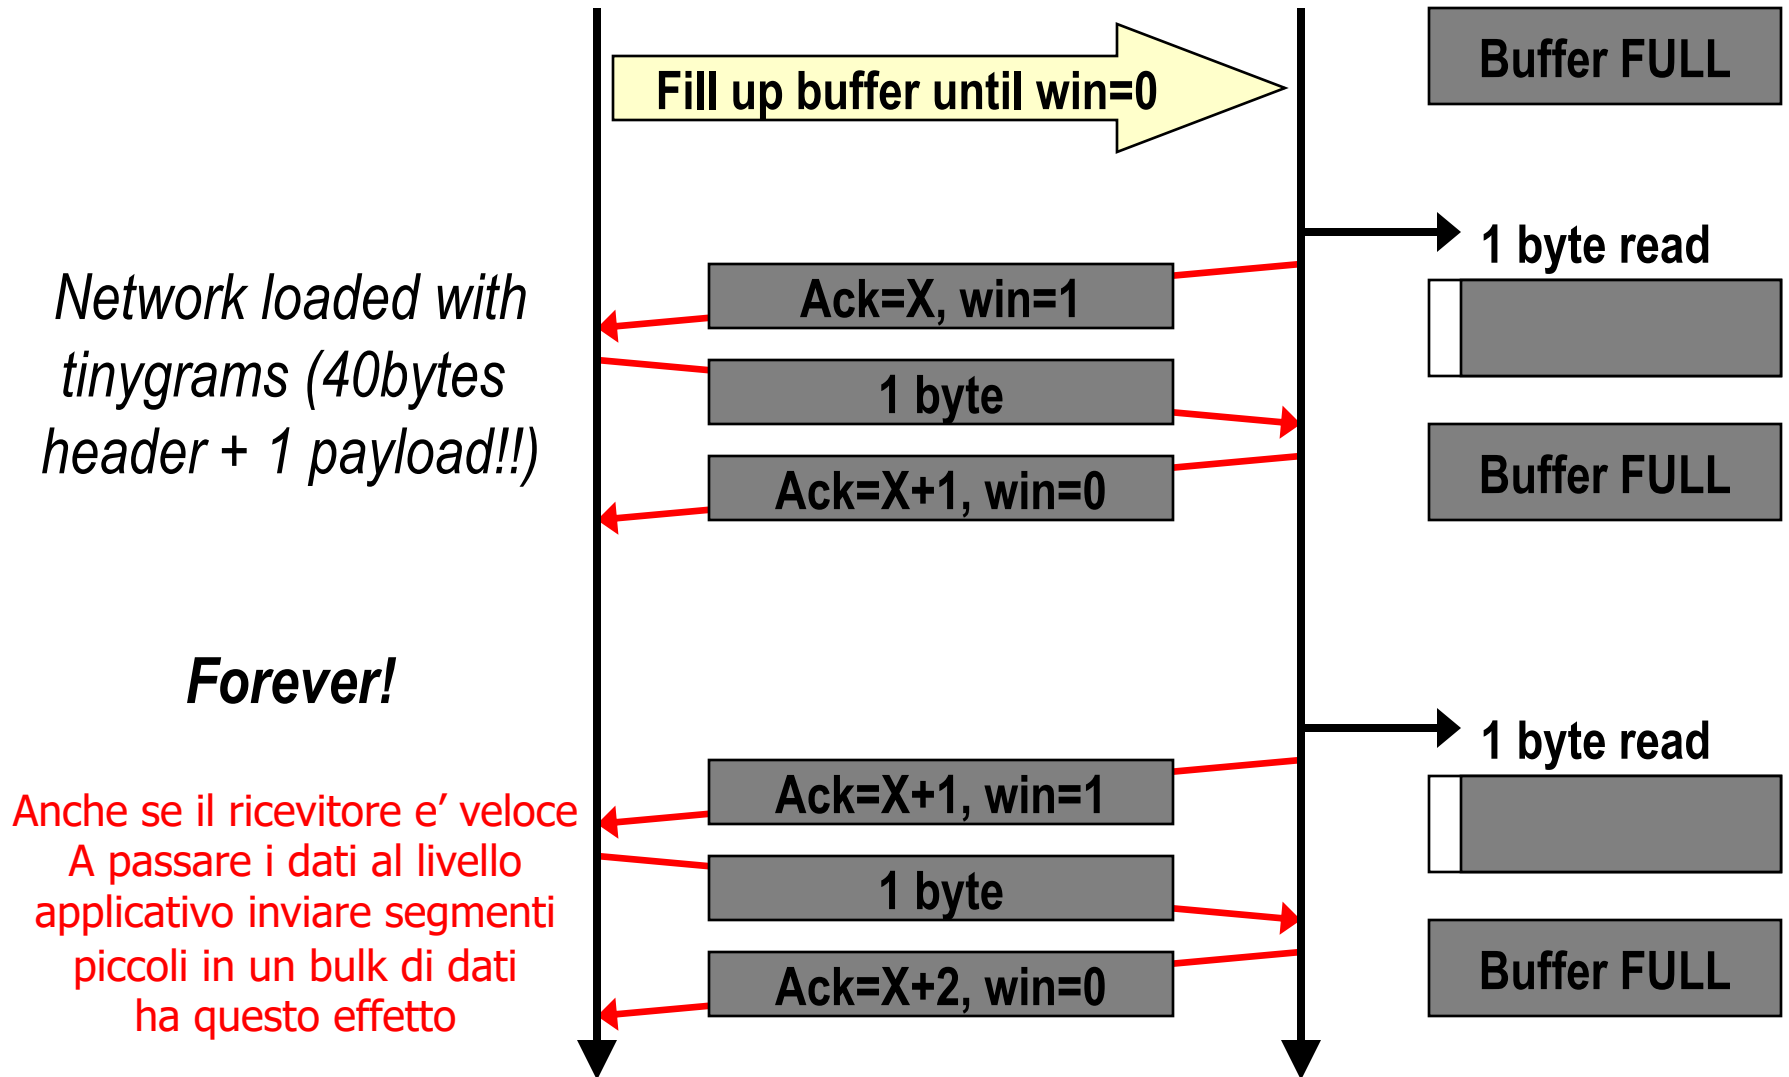 Fill up buffer until win=0
Buffer FULL
1 byte read
Network loaded with
tinygrams (40bytes
header + 1 payload!!)
Ack=X, win=1
1 byte
Ack=X+1, win=0
Buffer FULL
Forever!
1 byte read
Anche se il ricevitore e’ veloce
A passare i dati al livello
applicativo inviare segmenti
piccoli in un bulk di dati
ha questo effetto
Ack=X+1, win=1
1 byte
Ack=X+2, win=0
Buffer FULL